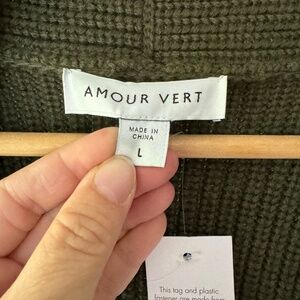 AMOUR VERT
MADE IN
CHINA
L
This tag and plastic
fastener are made from